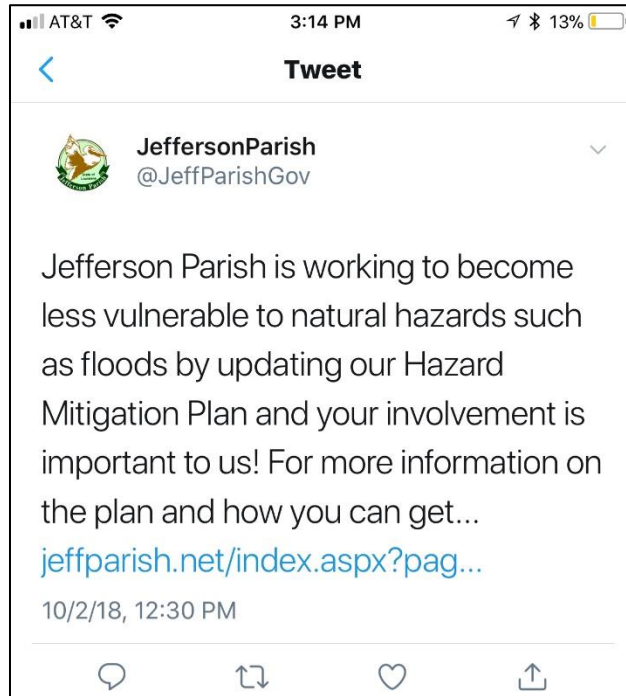 AT&T 3:14 PM 13%
Tweet
JeffersonParish
@JeffParishGov
Jefferson Parish is working to become
less vulnerable to natural hazards such
as floods by updating our Hazard
Mitigation Plan and your involvement is
important to us! For more information on
the plan and how you can get...
jeffparish.net/index.aspx?pag...
10/2/18, 12:30 PM